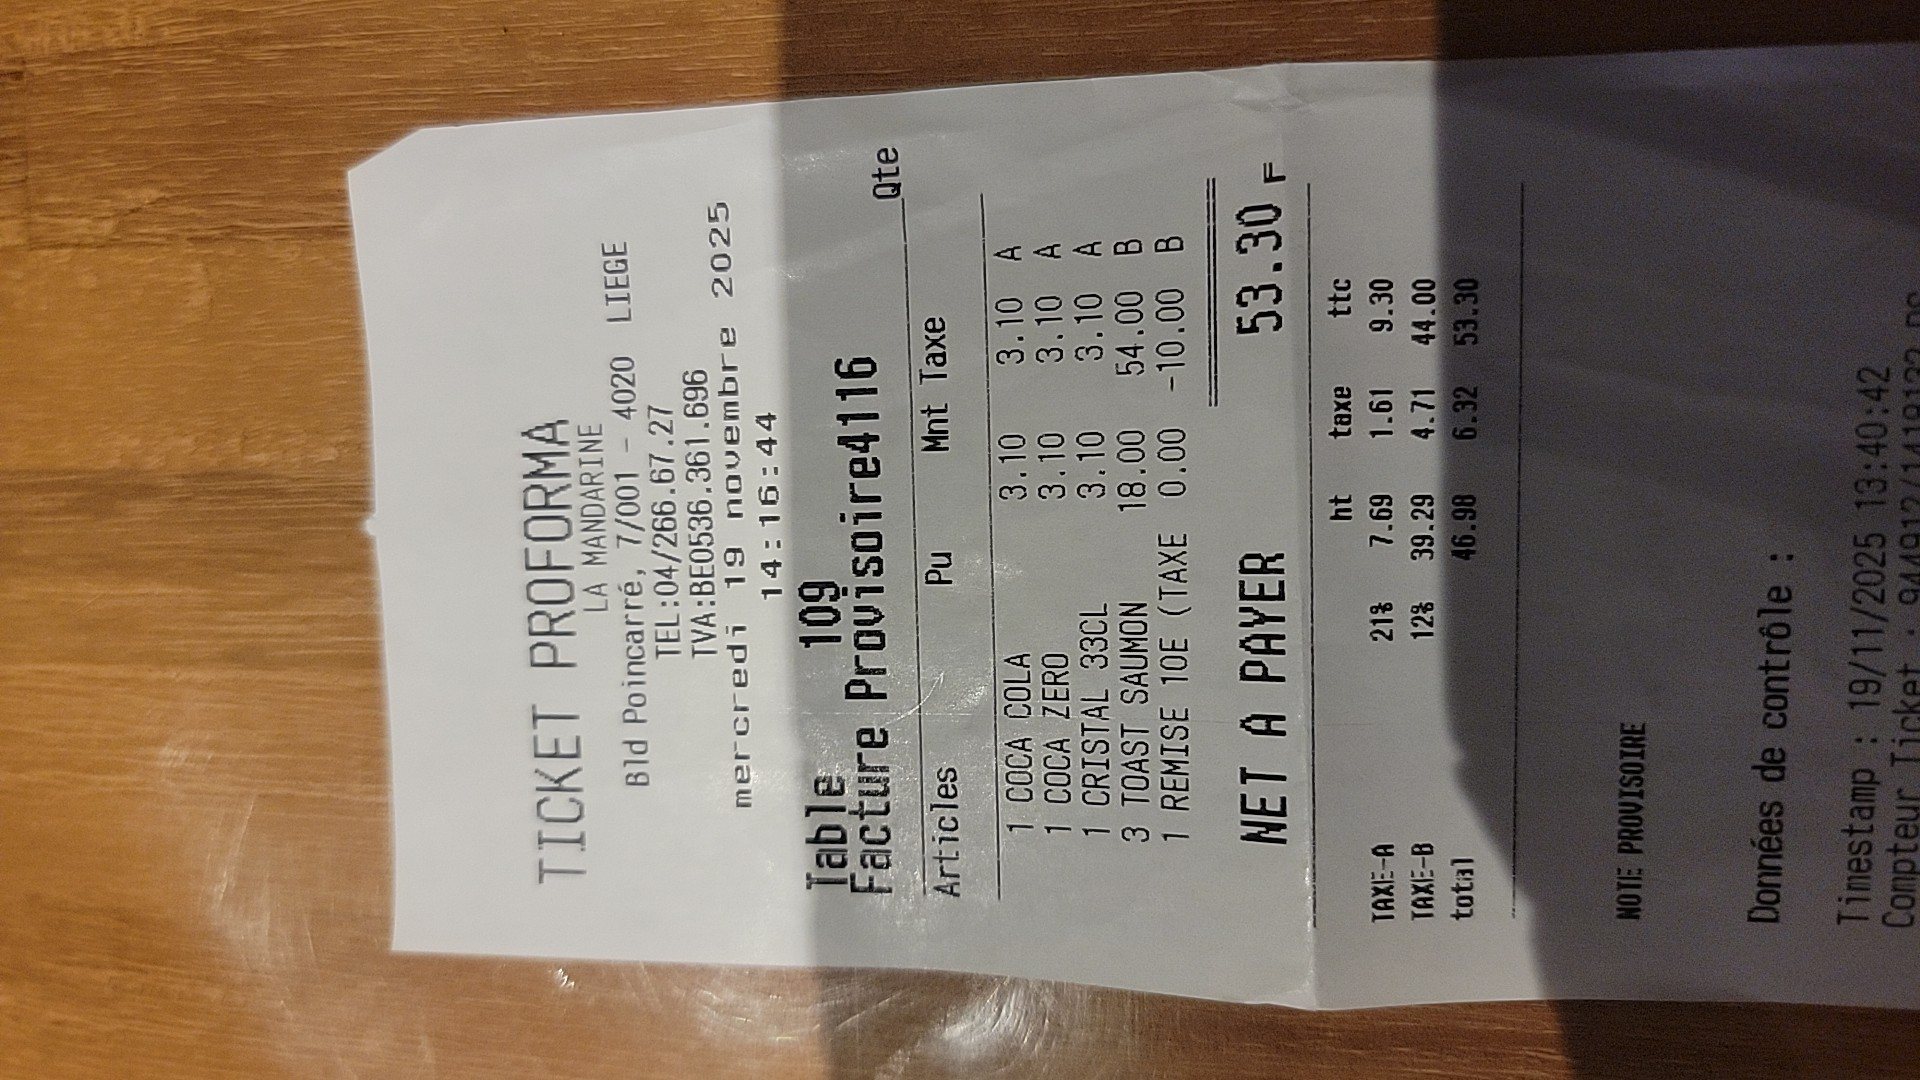 TICKET PROFORMA
LA MANDARINE
Bld Poincarré, 7/001 - 4020 LIEGE
TEL:04/266.67.27
TVA:BE0536.361.696
mercredi 19 novembre 2025
14:16:44
Table 109
Facture Provisoire4116
Qte
Articles Pu Mnt Taxe
1 COCA COLA 3.10 3.10 A
1 COCA ZERO 3.10 3.10 A
1 CRISTAL 33CL 3.10 3.10 A
3 TOAST SAUMON 18.00 54.00 B
1 REMISE 10E (TAXE 0.00 -10.00 B
NET A PAYER 53.30 F
ht taxe ttc
TAXE-A 21% 7.69 1.61 9.30
TAXE-B 12% 39.29 4.71 44.00
total 46.98 6.32 53.30
NOTE PROVISOIRE
Données de contrôle :
Timestamp : 19/11/2025 13:40:42
Compteur Ticket :